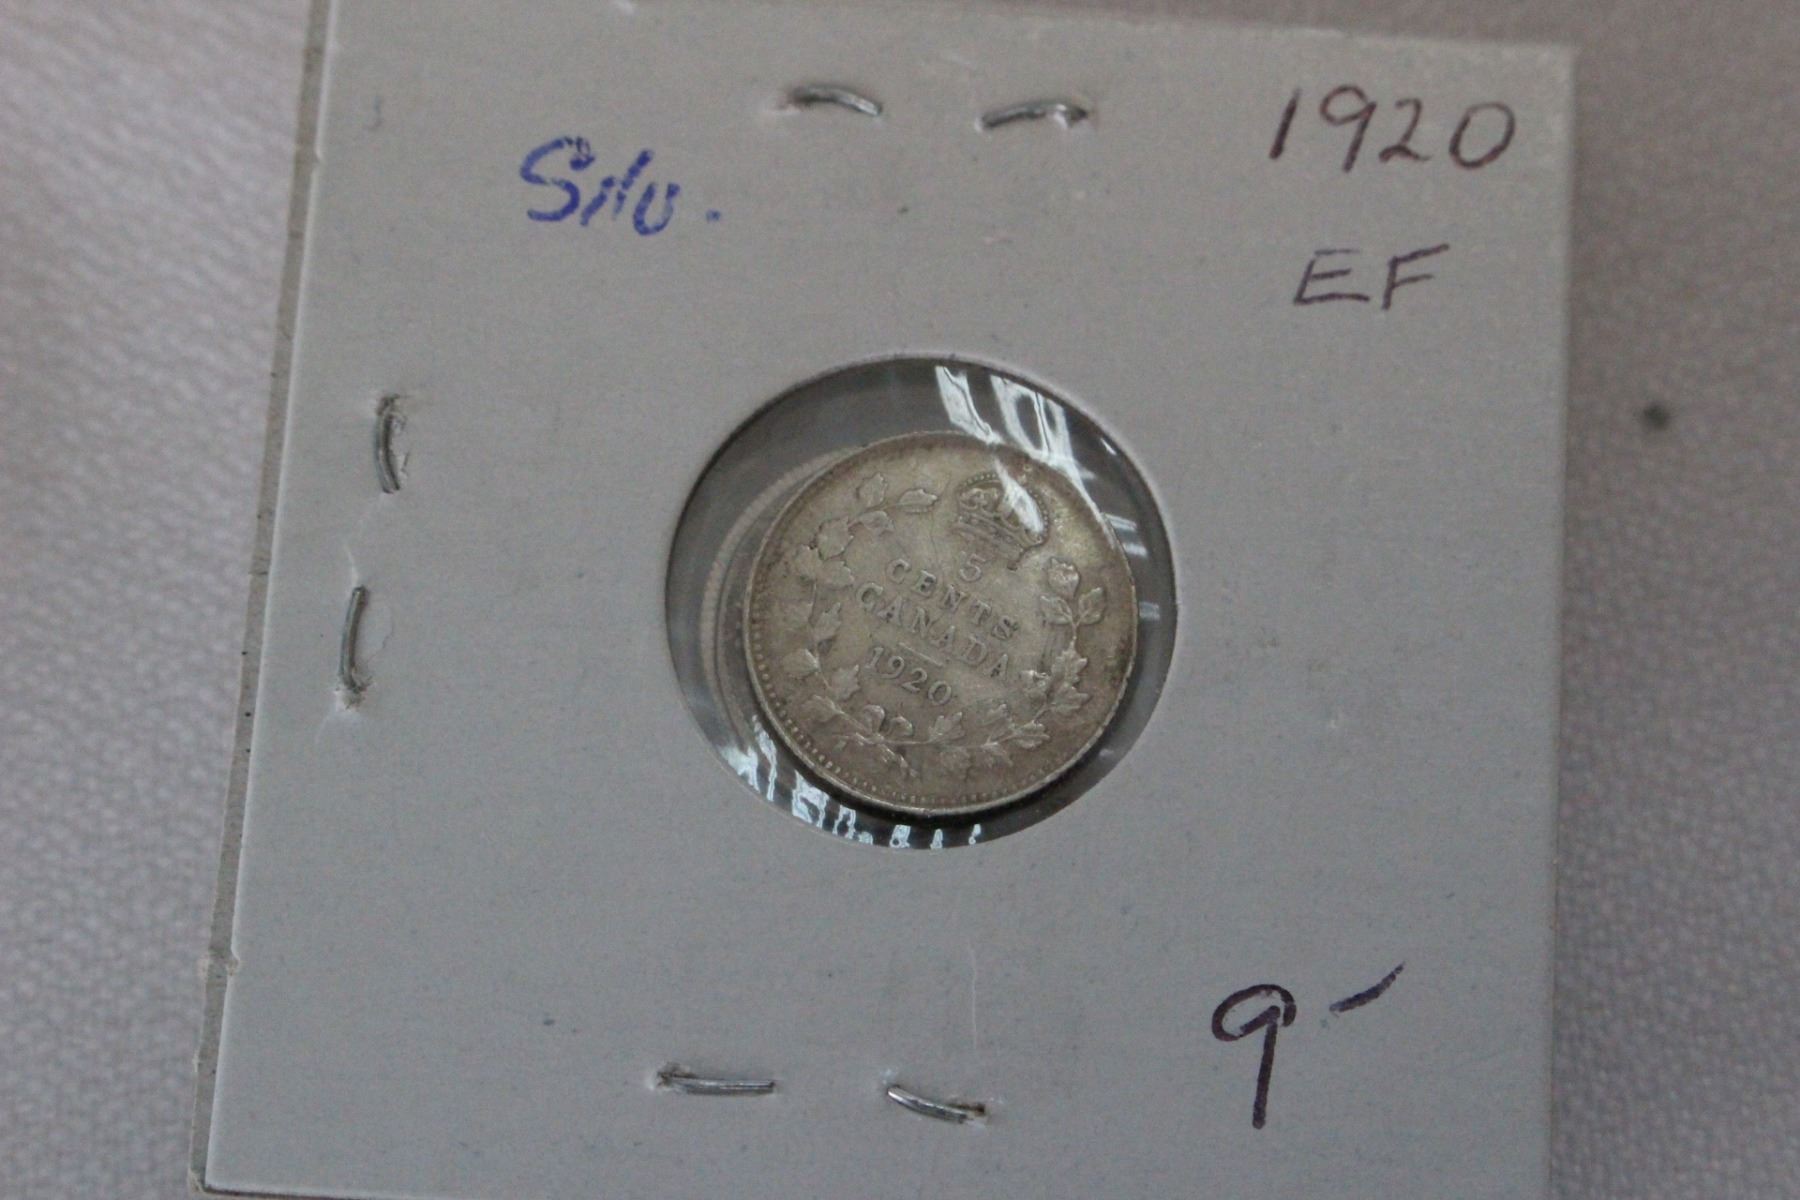 1920
Silv.
EF
5
CENTS
CANADA
1920
9-